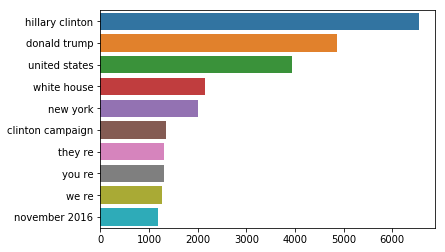 hillary clinton
donald trump
united states
white house
new york
clinton campaign
they re
you re
we re
november 2016
0 1000 2000 3000 4000 5000 6000